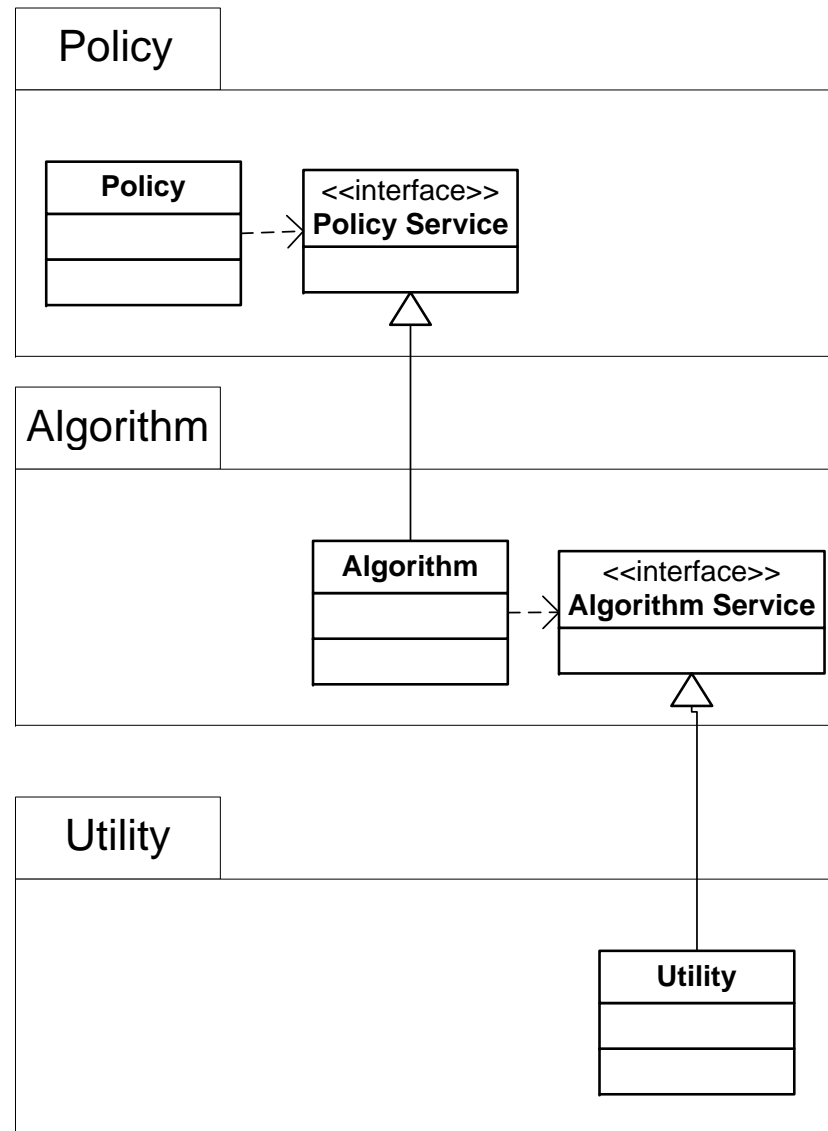 Policy
Policy
<<interface>>
Policy Service
Algorithm
Algorithm
<<interface>>
Algorithm Service
Utility
Utility